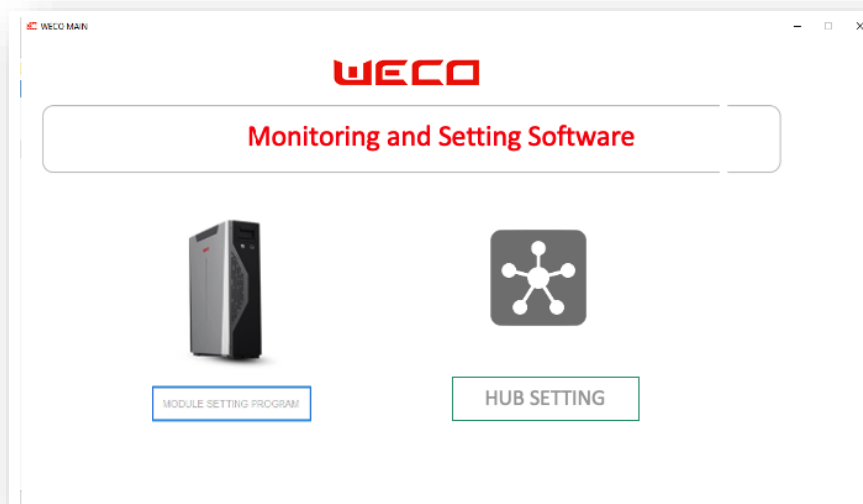 WECO MAIN
WECO
Monitoring and Setting Software
MODULE SETTING PROGRAM
HUB SETTING